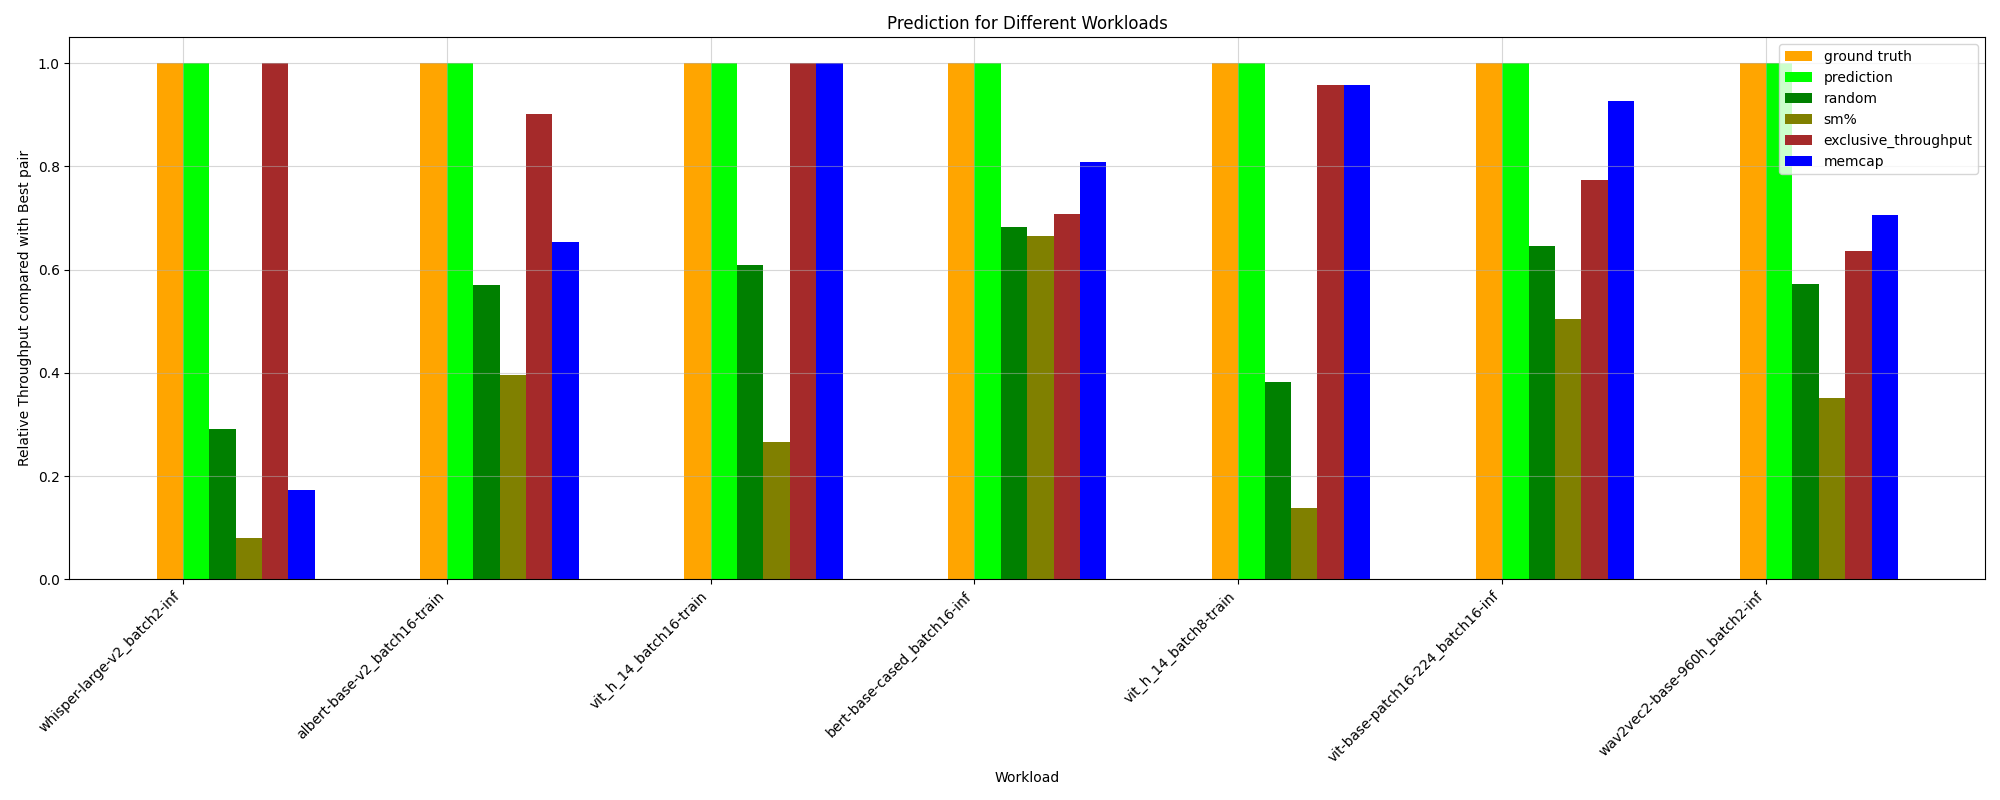 Prediction for Different Workloads
Relative Throughput compared with Best pair
1.0
0.8
0.6
0.4
0.2
0.0
ground truth
prediction
random
sm%
exclusive_throughput
memcap
whisper-large-v2_batch2-inf
albert-base-v2_batch16-train
vit_h_14_batch16-train
bert-base-cased_batch16-inf
vit_h_14_batch8-train
vit-base-patch16-224_batch16-inf
wav2vec2-base-960h_batch2-inf
Workload